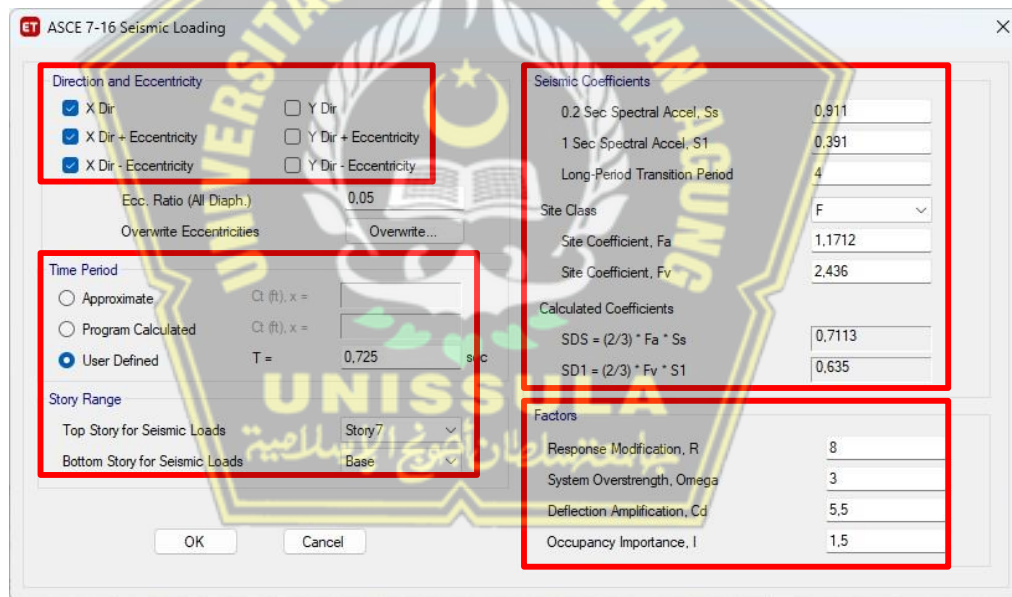 ET ASCE 7-16 Seismic Loading
Direction and Eccentricity
X Dir
Y Dir
X Dir + Eccentricity
Y Dir + Eccentricity
X Dir - Eccentricity
Y Dir - Eccentricity
Ecc. Ratio (All Diaph.) 0,05
Overwrite Eccentricities Overwrite...
Time Period
Approximate Ct (ft), x =
Program Calculated Ct (ft), x =
User Defined T = 0,725 sec
Story Range
Top Story for Seismic Loads Story7
Bottom Story for Seismic Loads Base
OK
Cancel
Seismic Coefficients
0.2 Sec Spectral Accel, Ss 0,911
1 Sec Spectral Accel, S1 0,391
Long-Period Transition Period 4
Site Class F
Site Coefficient, Fa 1,1712
Site Coefficient, Fv 2,436
Calculated Coefficients
SDS = (2/3) * Fa * Ss 0,7113
SD1 = (2/3) * Fv * S1 0,635
Factors
Response Modification, R 8
System Overstrength, Omega 3
Deflection Amplification, Cd 5,5
Occupancy Importance, I 1,5
UNISSULA
جامعة سلطان أجونج الإسلامية